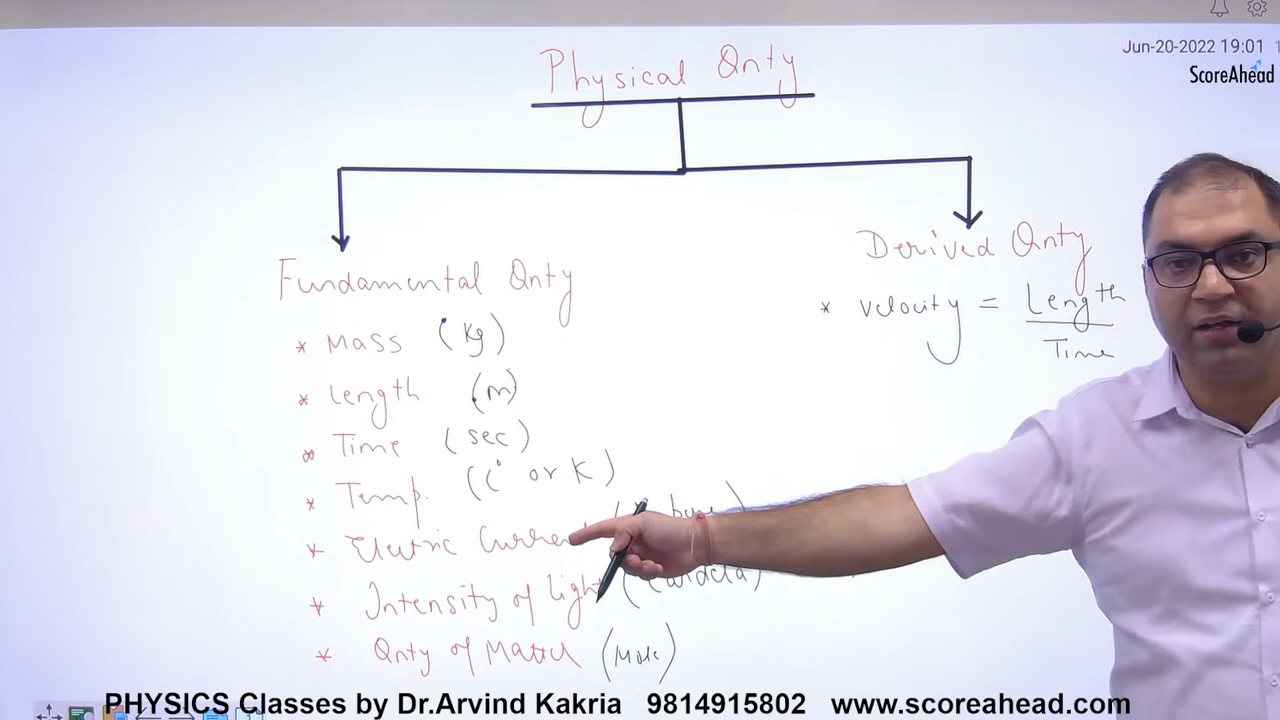 Jun-20-2022 19:01
ScoreAhead
Physical Qnty
Fundamental Qnty
* Mass (kg)
* Length (m)
* Time (sec)
* Temp. (C° or K)
* Electric Current
* Intensity of light (Candela)
* Qnty of Matter (Mole)
Derived Qnty
* velocity = Length
Time
PHYSICS Classes by Dr.Arvind Kakria 9814915802 www.scoreahead.com